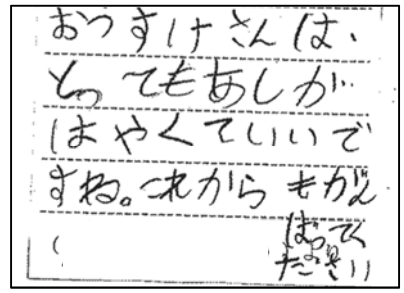 おうすけさんは、
とってもあしが
はやくていいで
すね。これからもがん
ばってく
ださい